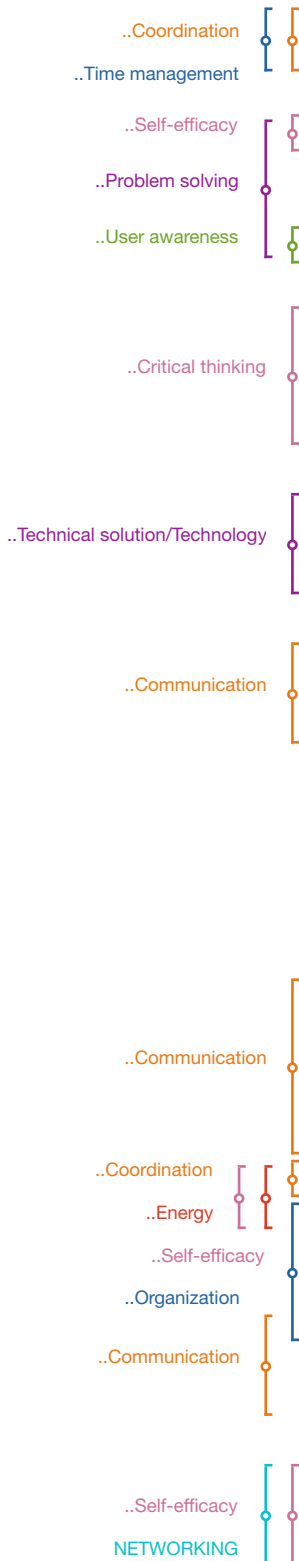 ..Coordination
..Time management
..Self-efficacy
..Problem solving
..User awareness
..Critical thinking
..Technical solution/Technology
..Communication
..Communication
..Coordination
..Energy
..Self-efficacy
..Organization
..Communication
..Self-efficacy
NETWORKING